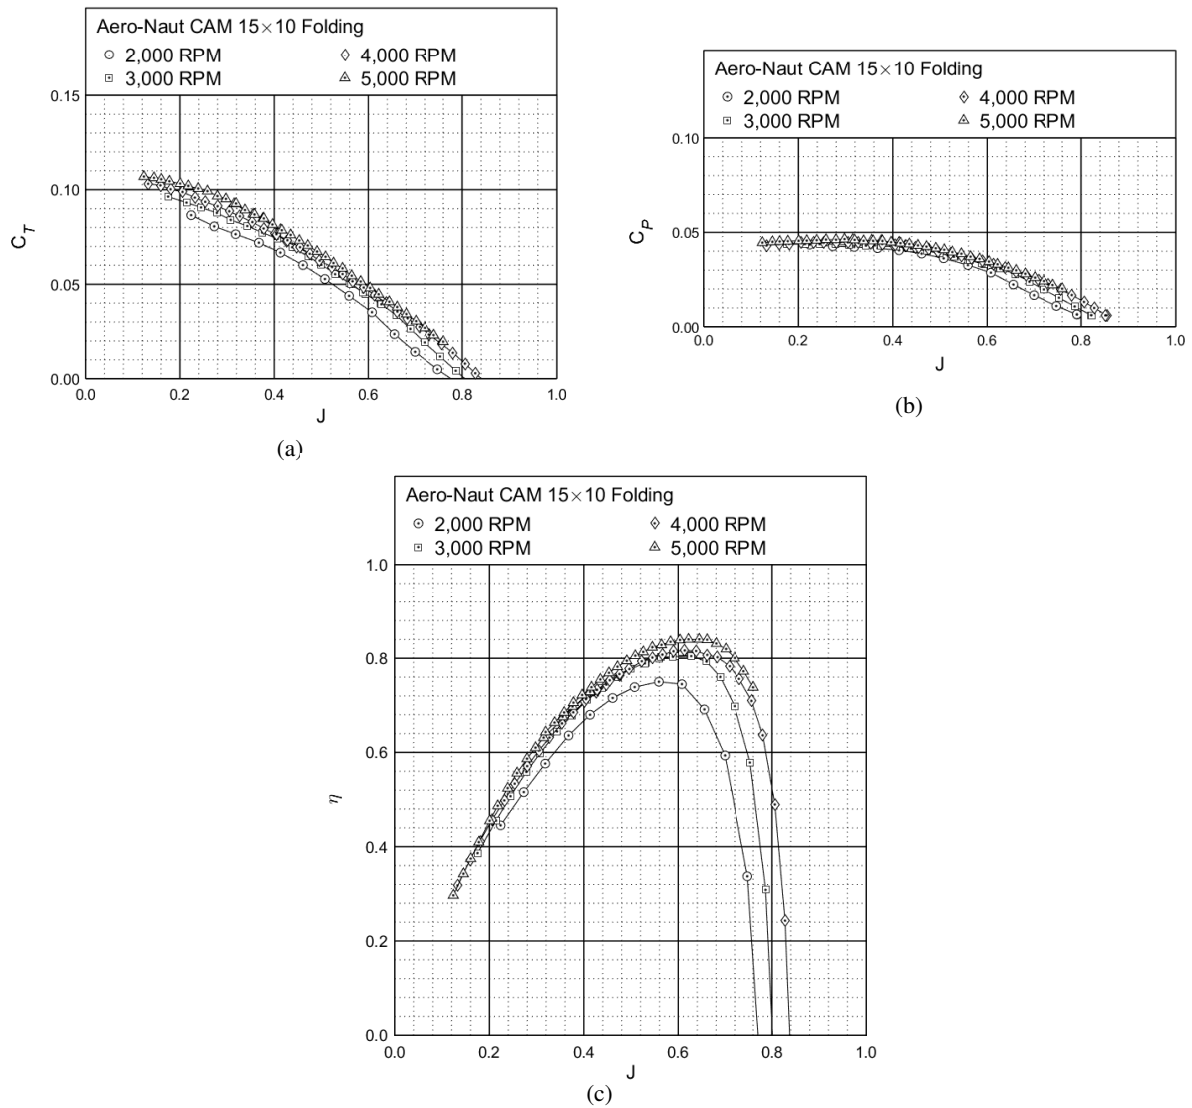 Aero-Naut CAM 15×10 Folding
2,000 RPM 4,000 RPM
3,000 RPM 5,000 RPM
0.15
0.10
0.05
0.00
C_T
0.0 0.2 0.4 0.6 0.8 1.0
J
(a)
Aero-Naut CAM 15×10 Folding
2,000 RPM 4,000 RPM
3,000 RPM 5,000 RPM
0.10
0.05
0.00
C_P
0.0 0.2 0.4 0.6 0.8 1.0
J
(b)
Aero-Naut CAM 15×10 Folding
2,000 RPM 4,000 RPM
3,000 RPM 5,000 RPM
1.0
0.8
0.6
0.4
0.2
0.0
η
0.0 0.2 0.4 0.6 0.8 1.0
J
(c)